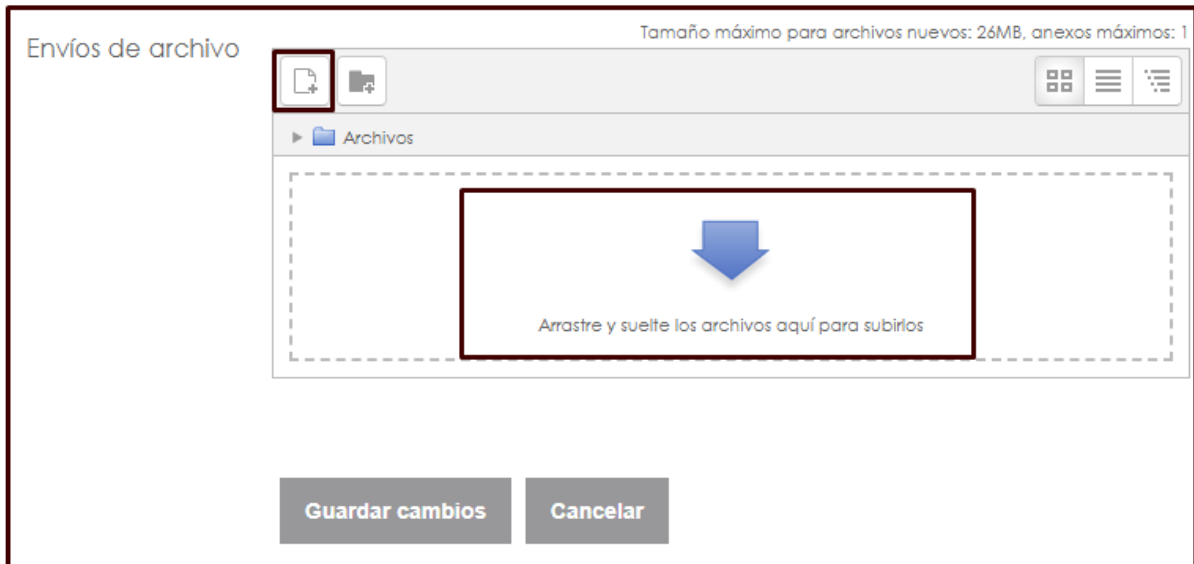 Tamaño máximo para archivos nuevos: 26MB, anexos máximos: 1
Envíos de archivo
Archivos
Arrastre y suelte los archivos aquí para subirlos
Guardar cambios
Cancelar